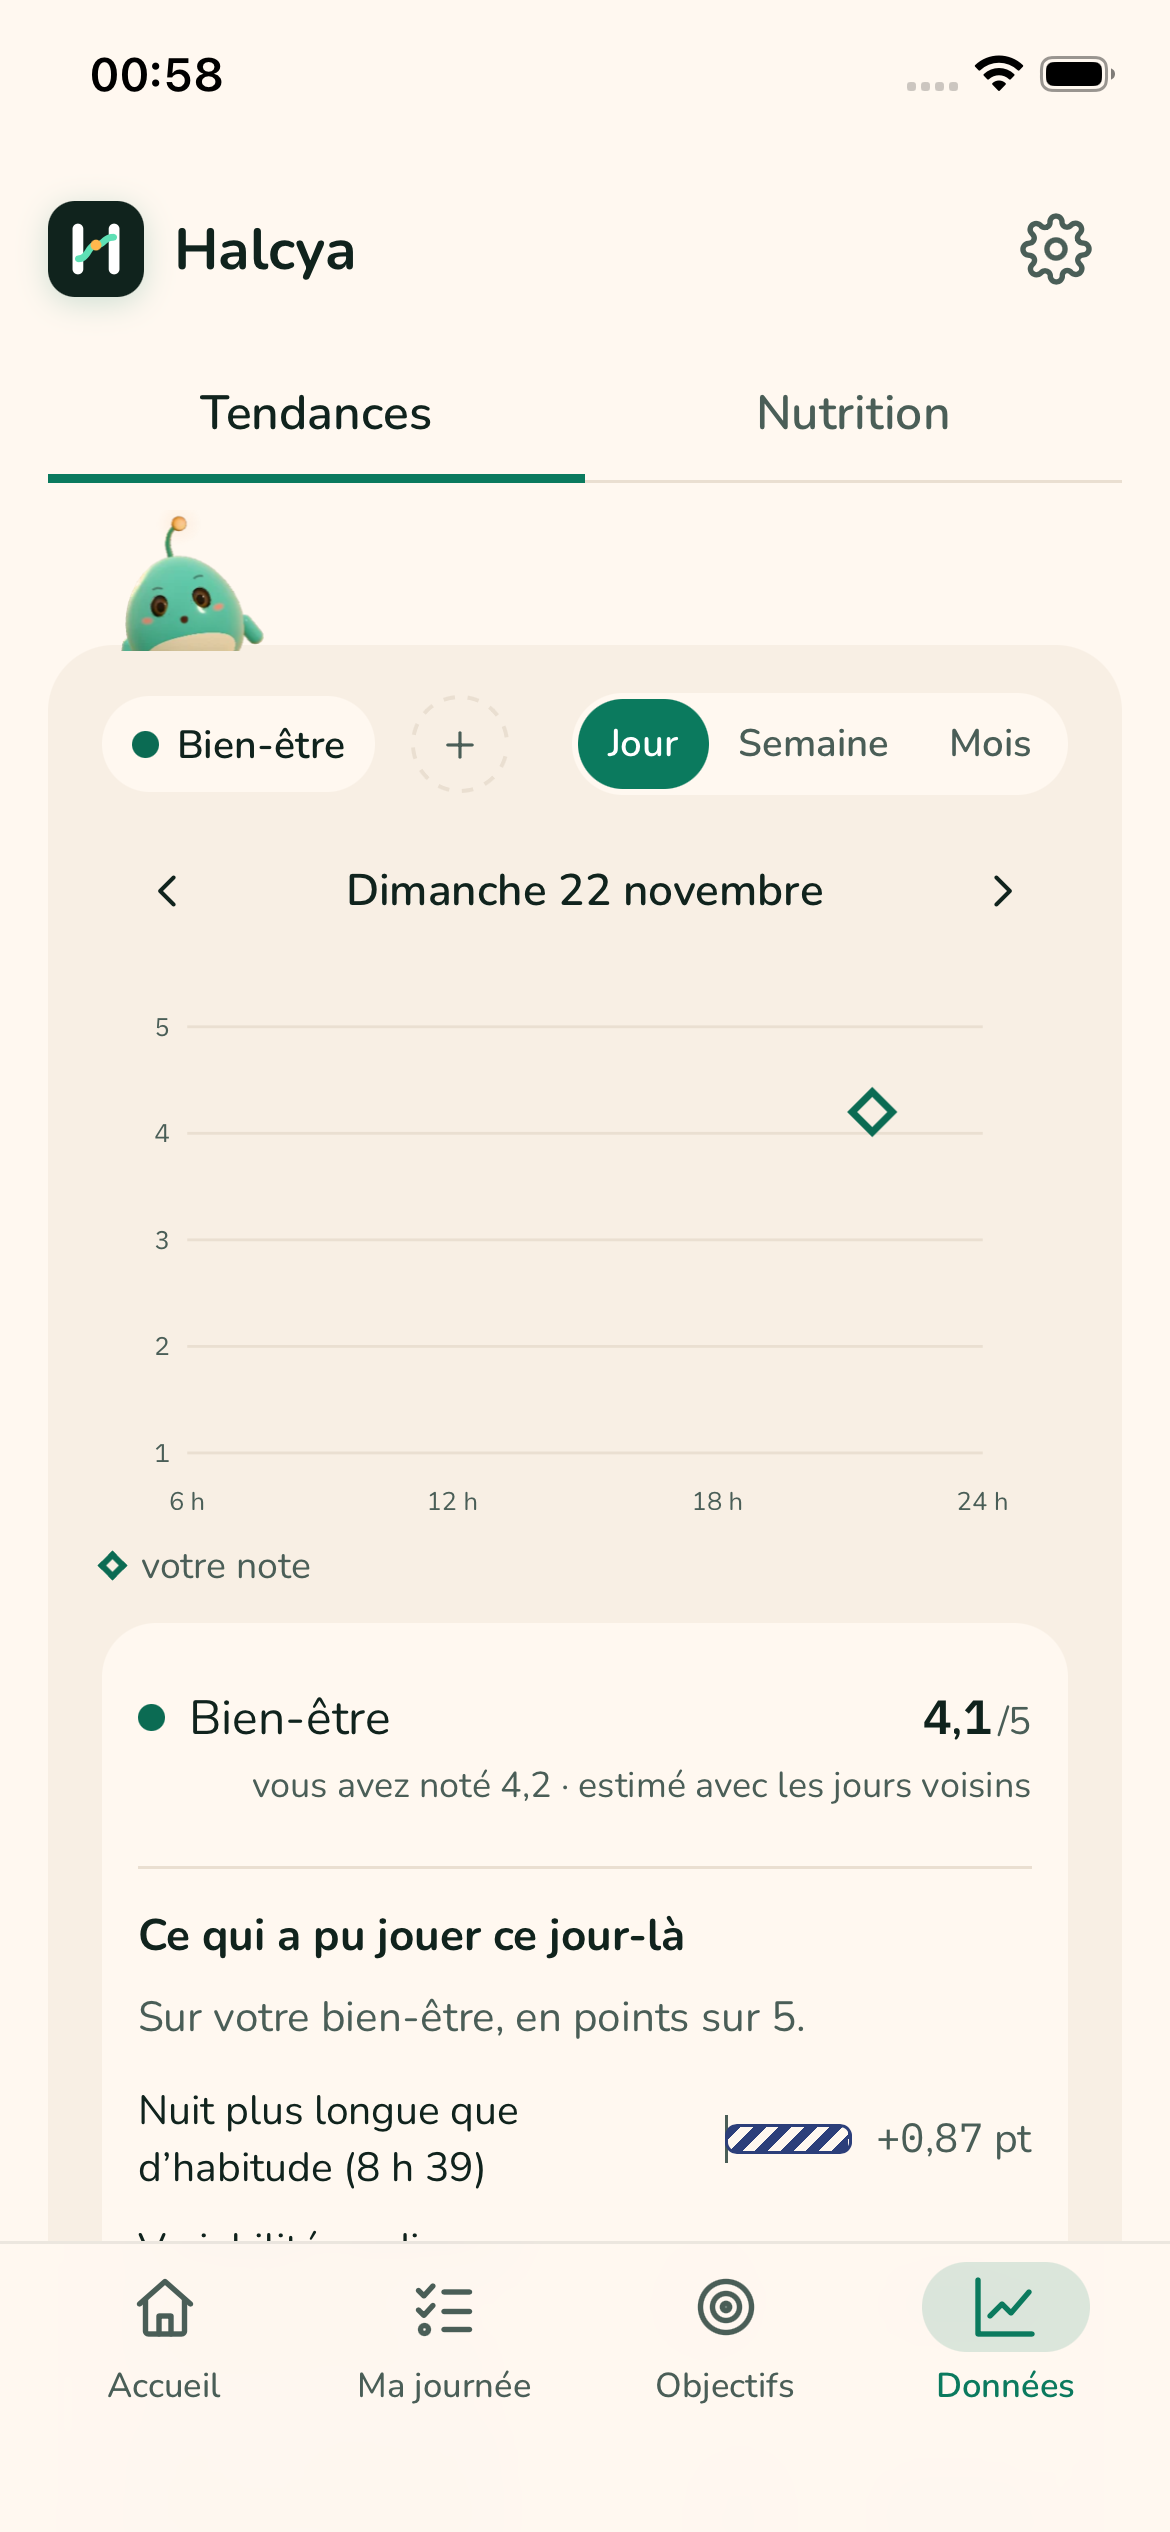 00:58
Halcya
Tendances
Nutrition
Bien-être
+
Jour
Semaine
Mois
Dimanche 22 novembre
5
4
3
2
1
6 h
12 h
18 h
24 h
votre note
Bien-être
4,1/5
vous avez noté 4,2 · estimé avec les jours voisins
Ce qui a pu jouer ce jour-là
Sur votre bien-être, en points sur 5.
Nuit plus longue que
d’habitude (8 h 39)
+0,87 pt
Accueil
Ma journée
Objectifs
Données